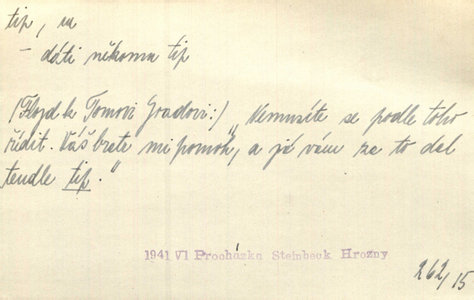 tip, m
– dáti někomu tip
/Floyd k Tomovi Joadovi:/ „Nemusíte se podle toho
řídit. Váš brete mi pomoh, a já vám za to dal
tendle tip."
1941 VI Procházka Steinbeck Hrozny
262/15